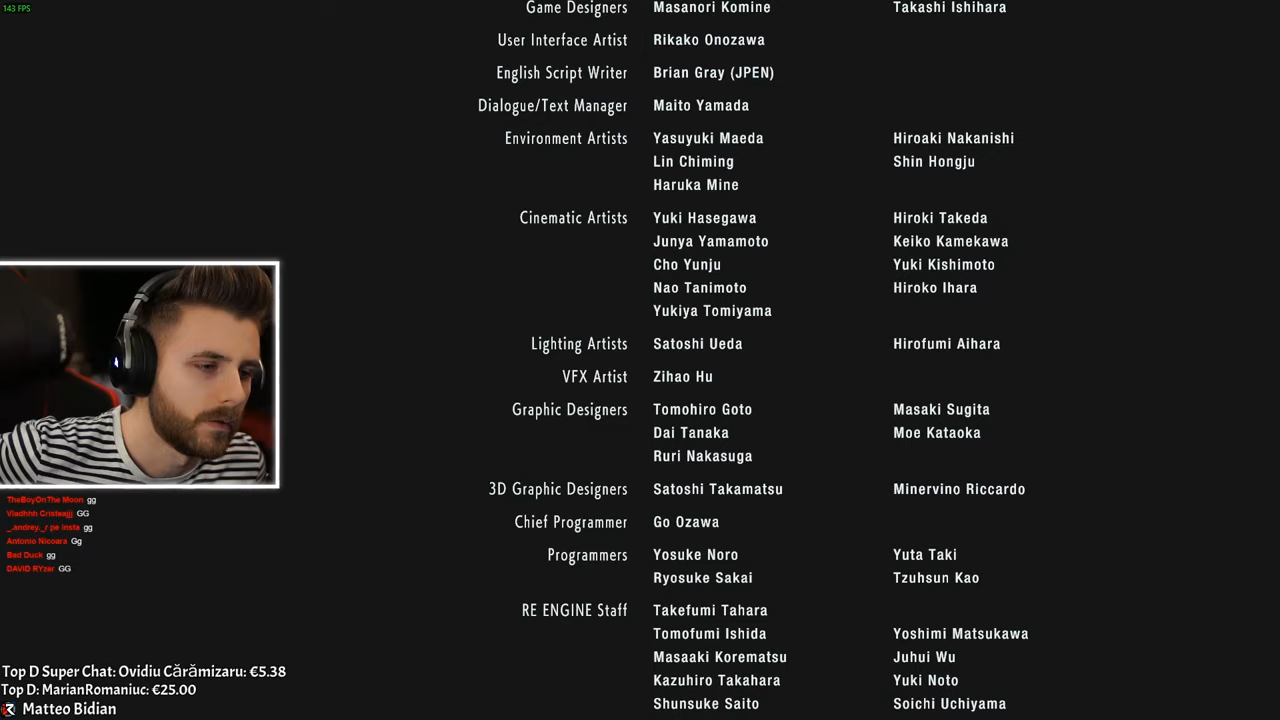 143 FPS
Game Designers Masanori Komine Takashi Ishihara
User Interface Artist Rikako Onozawa
English Script Writer Brian Gray (JPEN)
Dialogue/Text Manager Maito Yamada
Environment Artists Yasuyuki Maeda Hiroaki Nakanishi
Lin Chiming Shin Hongju
Haruka Mine
Cinematic Artists Yuki Hasegawa Hiroki Takeda
Junya Yamamoto Keiko Kamekawa
Cho Yunju Yuki Kishimoto
Nao Tanimoto Hiroko Ihara
Yukiya Tomiyama
Lighting Artists Satoshi Ueda Hirofumi Aihara
VFX Artist Zihao Hu
Graphic Designers Tomohiro Goto Masaki Sugita
Dai Tanaka Moe Kataoka
Ruri Nakasuga
3D Graphic Designers Satoshi Takamatsu Minervino Riccardo
Chief Programmer Go Ozawa
Programmers Yosuke Noro Yuta Taki
Ryosuke Sakai Tzuhsun Kao
RE ENGINE Staff Takefumi Tahara
Tomofumi Ishida Yoshimi Matsukawa
Masaaki Korematsu Juhui Wu
Kazuhiro Takahara Yuki Noto
Shunsuke Saito Soichi Uchiyama
TheBoyOnThe Moon gg
Vladhhh Cristeajjj GG
_.andrey._r pe insta gg
Antonio Nicoara Gg
Bad Duck gg
DAVID RYzer GG
Top D Super Chat: Ovidiu Cărămizaru: €5.38
Top D: MarianRomaniuc: €25.00
Matteo Bidian